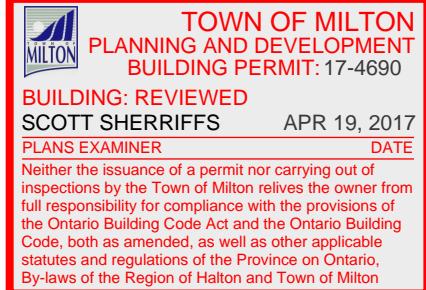 TOWN OF MILTON
TOWN OF
MILTON
PLANNING AND DEVELOPMENT
BUILDING PERMIT: 17-4690
BUILDING: REVIEWED
SCOTT SHERRIFFS APR 19, 2017
PLANS EXAMINER DATE
Neither the issuance of a permit nor carrying out of
inspections by the Town of Milton relives the owner from
full responsibility for compliance with the provisions of
the Ontario Building Code Act and the Ontario Building
Code, both as amended, as well as other applicable
statutes and regulations of the Province on Ontario,
By-laws of the Region of Halton and Town of Milton